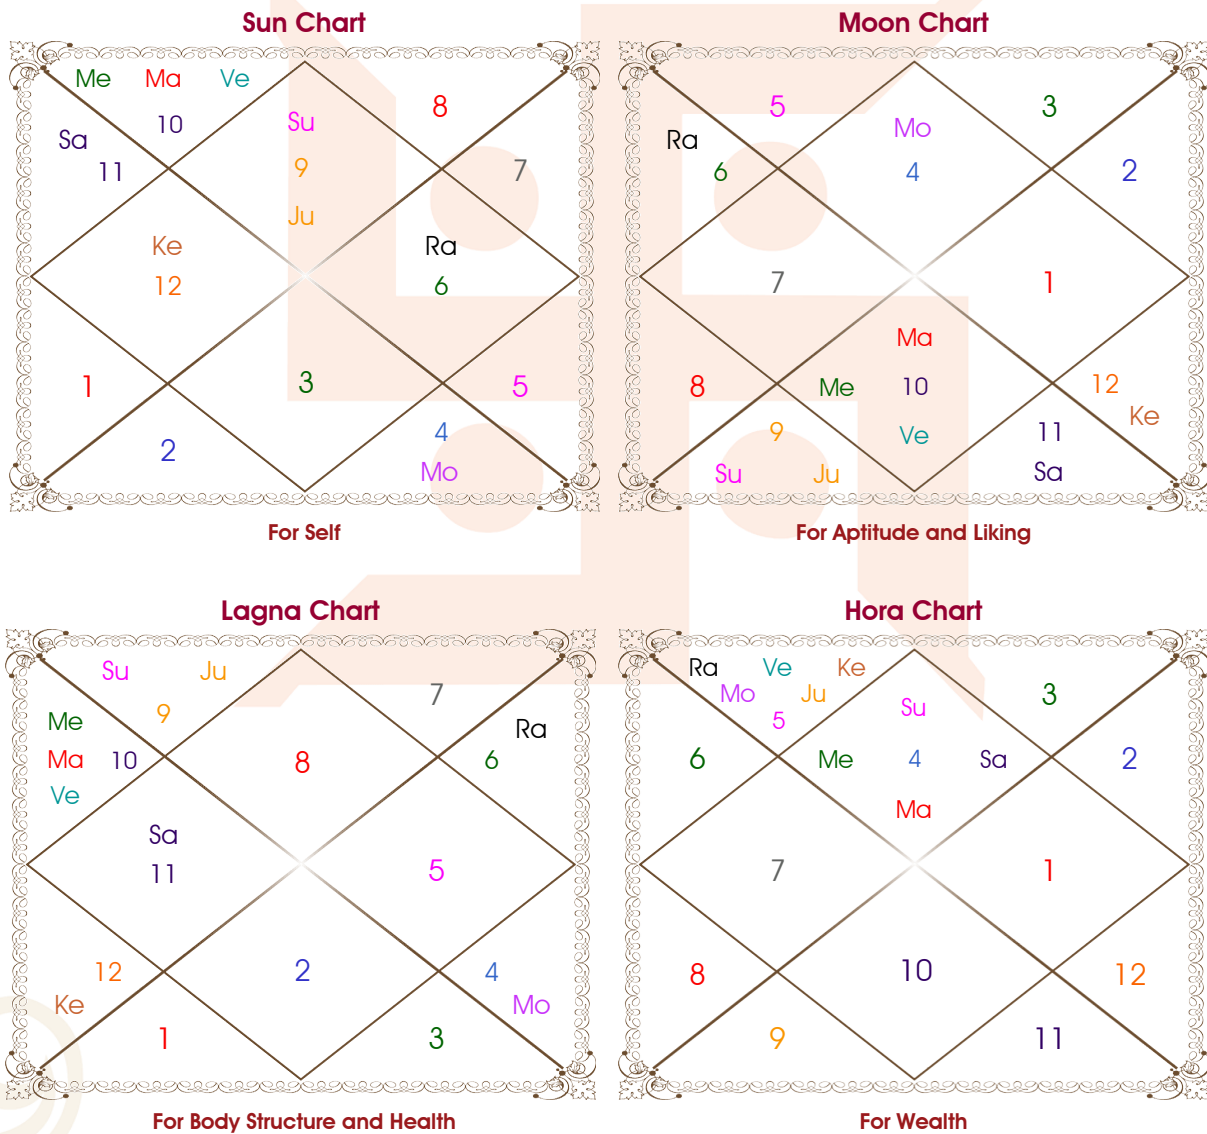 Sun Chart
Me Ma Ve
10
Sa
11
Su
9
Ju
8
7
Ke
12
Ra
6
1
2
3
5
4
Mo
For Self
Moon Chart
5
Ra
6
Mo
4
3
2
7
1
8
9
Su Ju
Ma
Me 10
Ve
12
Ke
11
Sa
For Aptitude and Liking
Lagna Chart
Su Ju
9
Me
Ma 10
Ve
8
7
Ra
6
Sa
11
5
12
Ke
1
2
4
Mo
3
For Body Structure and Health
Hora Chart
Ra Ve Ke
Mo Ju
5
6
Su
Me 4 Sa
Ma
3
2
7
1
8
9
10
12
11
For Wealth